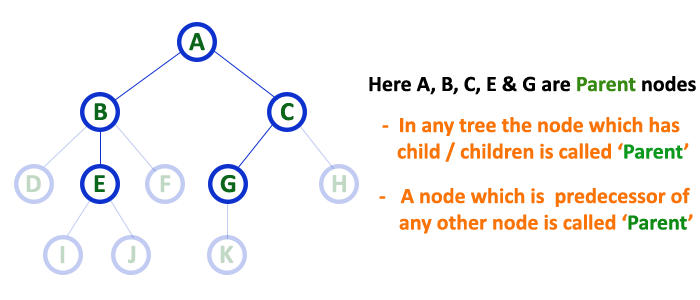 A
Here A, B, C, E & G are Parent nodes
B
C
- In any tree the node which has
child / children is called ‘Parent’
D
E
F
G
H
- A node which is predecessor of
any other node is called ‘Parent’
I
J
K